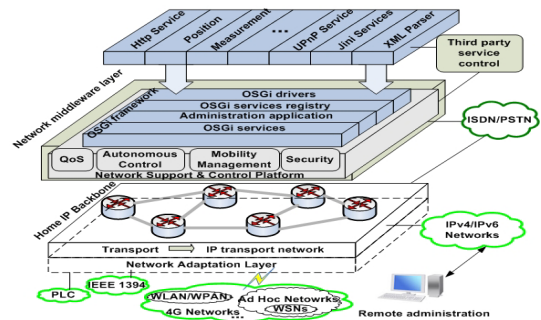 Http Service
Position
Measurement
...
UPnP Service
Jini Services
XML Parser
Third party
service
control
Network middleware layer
OSGi framework
OSGi drivers
OSGi services registry
Administration application
OSGi services
QoS
Autonomous
Control
Mobility
Management
Security
Network Support & Control Platform
ISDN/PSTN
Home IP Backbone
Transport
IP transport network
Network Adaptation Layer
IPv4/IPv6
Networks
PLC
IEEE 1394
WLAN/WPAN
4G Networks
...
Ad Hoc Netowrks
WSNs
Remote administration